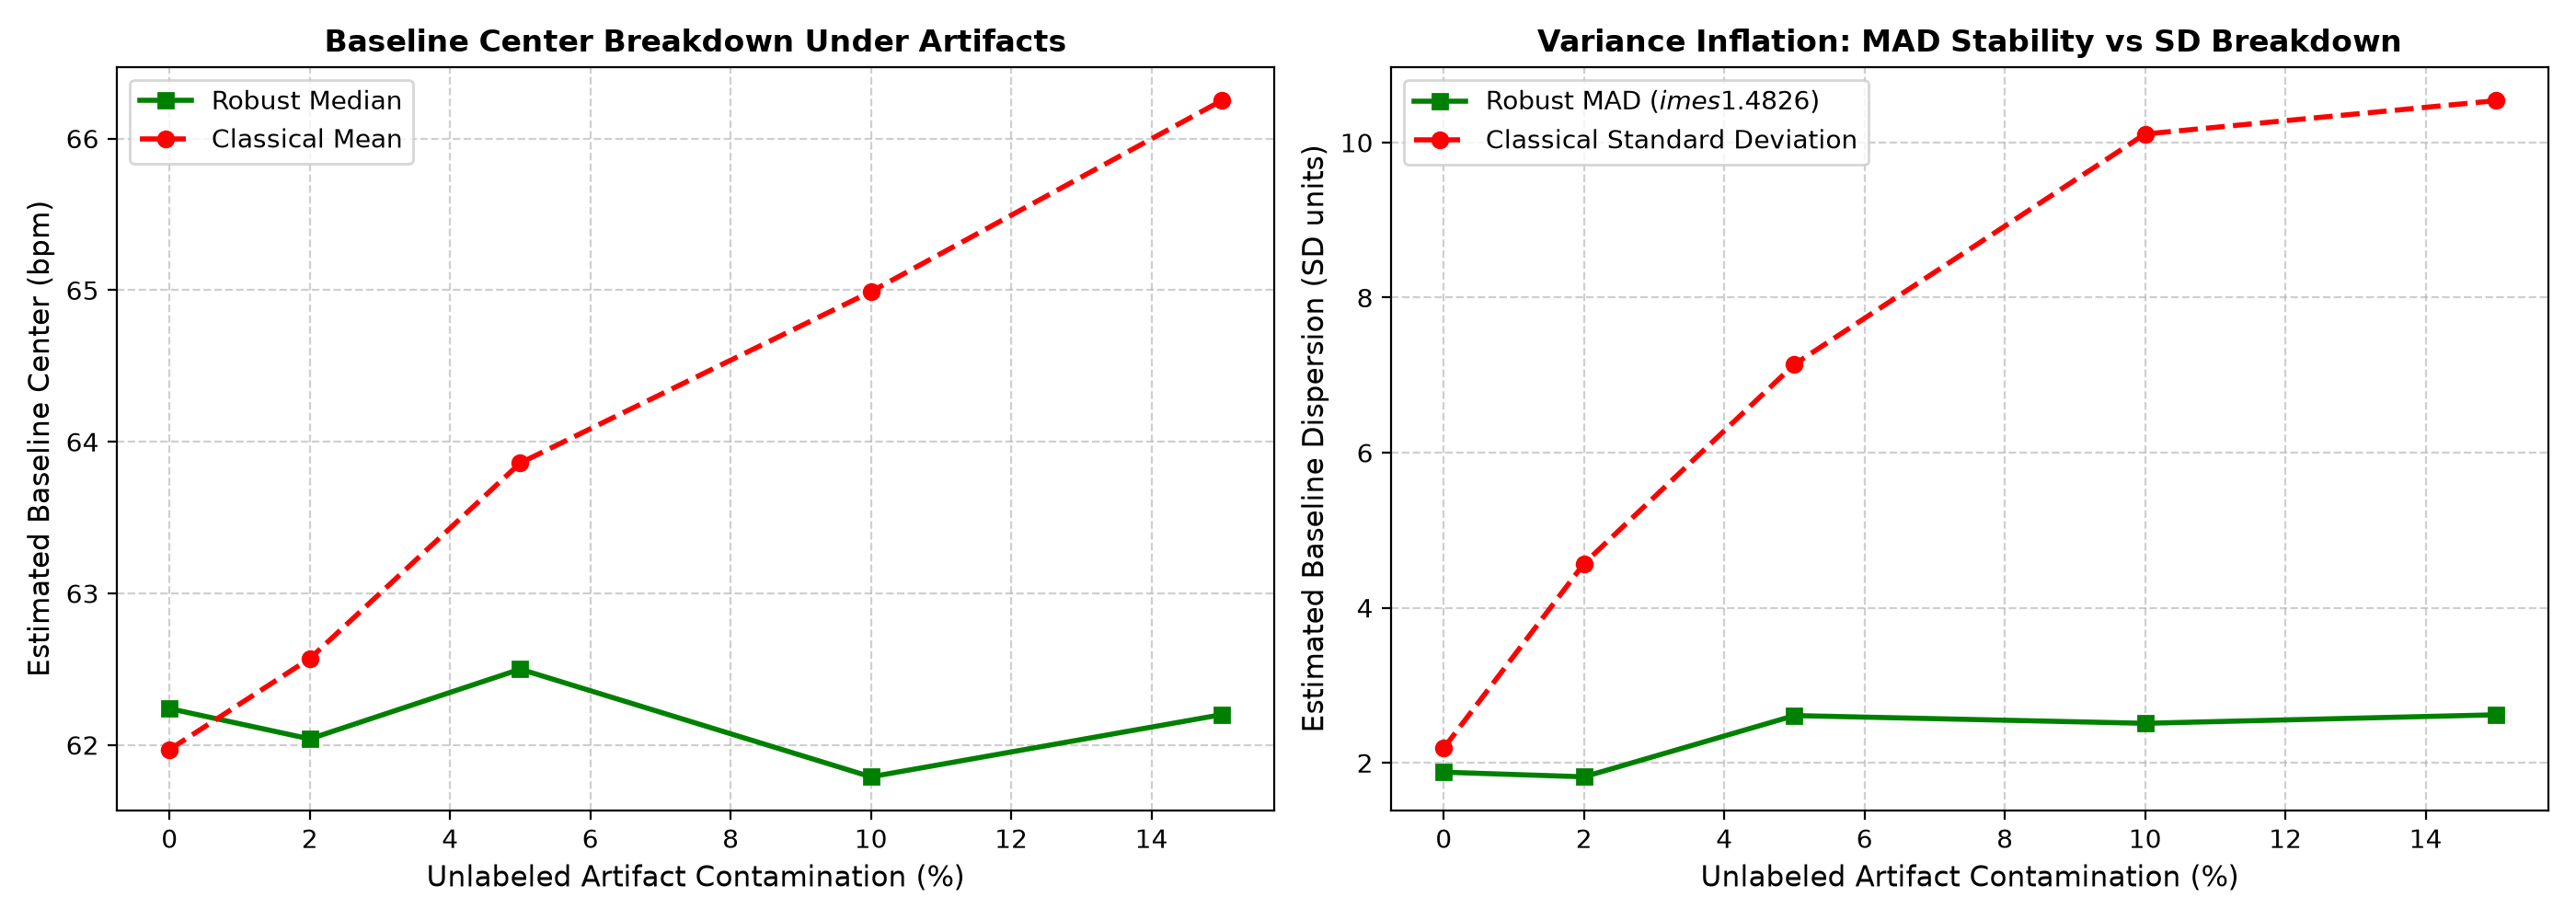 Baseline Center Breakdown Under Artifacts
Robust Median
Classical Mean
Estimated Baseline Center (bpm)
66
65
64
63
62
0 2 4 6 8 10 12 14
Unlabeled Artifact Contamination (%)
Variance Inflation: MAD Stability vs SD Breakdown
Robust MAD (imes1.4826)
Classical Standard Deviation
Estimated Baseline Dispersion (SD units)
10
8
6
4
2
0 2 4 6 8 10 12 14
Unlabeled Artifact Contamination (%)